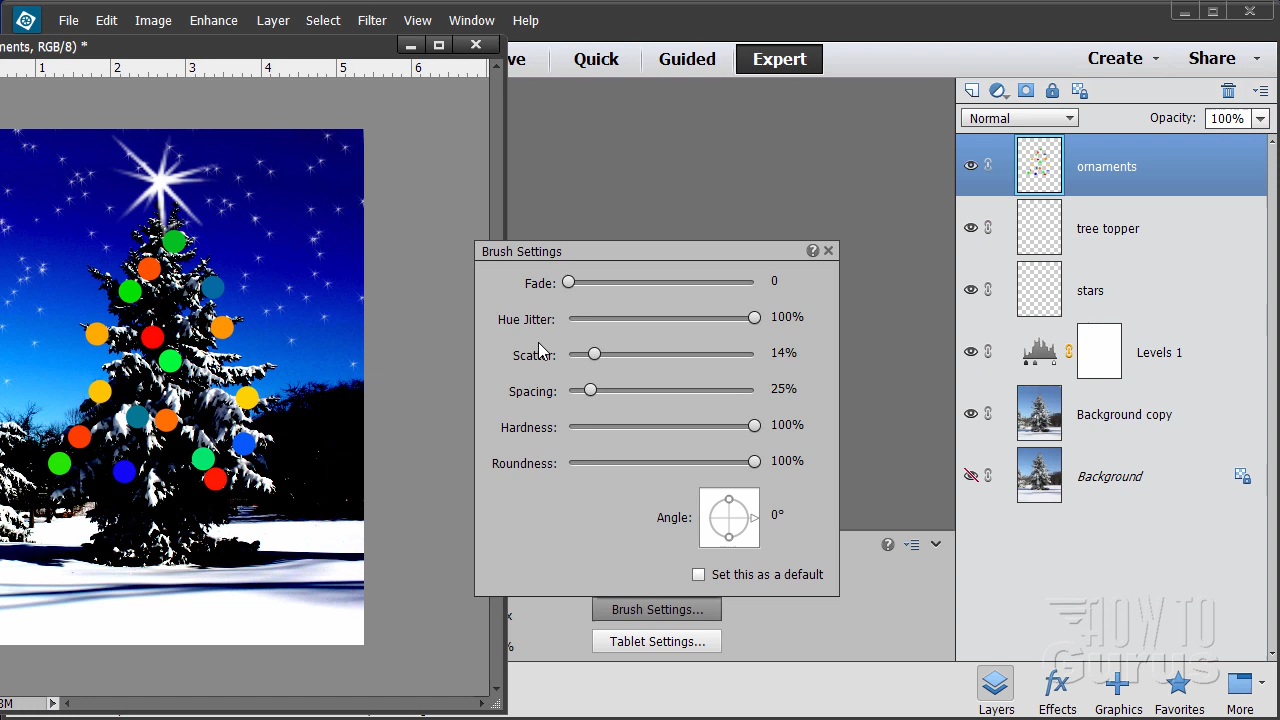 File Edit Image Enhance Layer Select Filter View Window Help
ments, RGB/8) *
1 2 3 4 5 6
ve Quick Guided Expert Create Share
Normal Opacity: 100%
ornaments
tree topper
stars
Levels 1
Background copy
Background
Brush Settings
Fade: 0
Hue Jitter: 100%
Scatter: 14%
Spacing: 25%
Hardness: 100%
Roundness: 100%
Angle: 0°
Set this as a default
x Brush Settings...
% Tablet Settings...
HOW TO
Gurus
8M
Layers Effects Graphics Favorites More